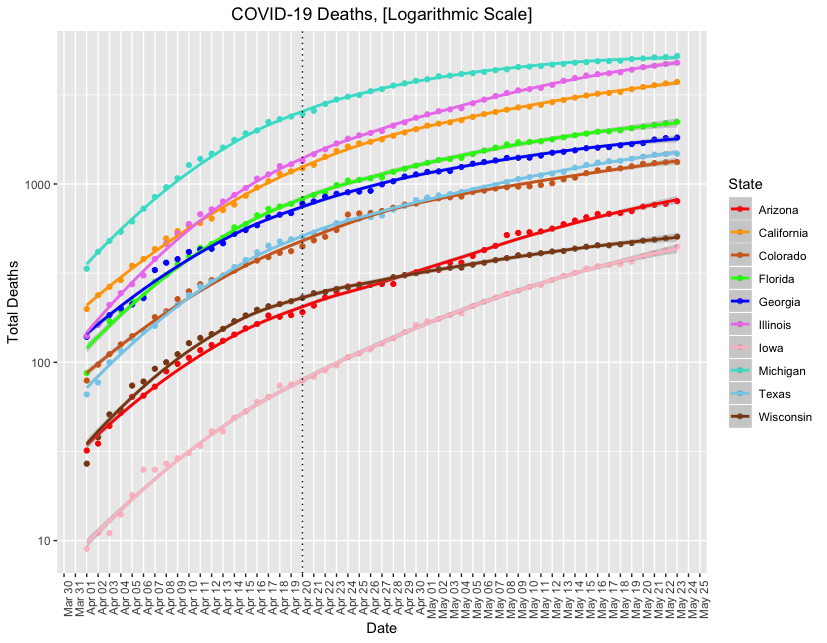 COVID-19 Deaths, [Logarithmic Scale]
Total Deaths
1000
100
10
Mar 30
Mar 31
Apr 01
Apr 02
Apr 03
Apr 04
Apr 05
Apr 06
Apr 07
Apr 08
Apr 09
Apr 10
Apr 11
Apr 12
Apr 13
Apr 14
Apr 15
Apr 16
Apr 17
Apr 18
Apr 19
Apr 20
Apr 21
Apr 22
Apr 23
Apr 24
Apr 25
Apr 26
Apr 27
Apr 28
Apr 29
Apr 30
May 01
May 02
May 03
May 04
May 05
May 06
May 07
May 08
May 09
May 10
May 11
May 12
May 13
May 14
May 15
May 16
May 17
May 18
May 19
May 20
May 21
May 22
May 23
May 24
May 25
Date
State
Arizona
California
Colorado
Florida
Georgia
Illinois
Iowa
Michigan
Texas
Wisconsin